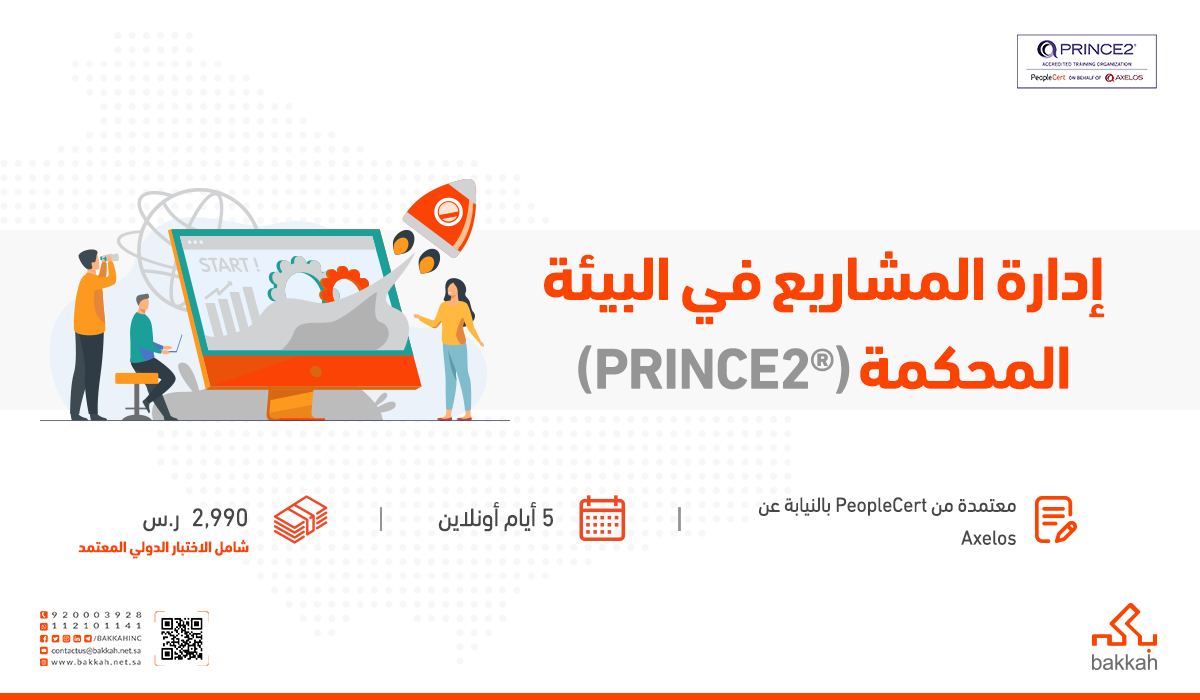 PRINCE2®
ACCREDITED TRAINING ORGANIZATION
PeopleCert ON BEHALF OF AXELOS
START !
إدارة المشاريع في البيئة
المحكمة (PRINCE2®)
معتمدة من PeopleCert بالنيابة عن
Axelos
5 أيام أونلاين
2,990 ر.س
شامل الاختبار الدولي المعتمد
920003928
112101141
/BAKKAHINC
contactus@bakkah.net.sa
www.bakkah.net.sa
بكه
bakkah